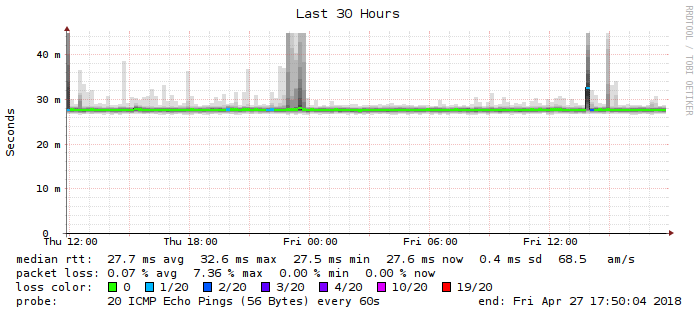 Last 30 Hours
RRDTOOL / TOBI OETIKER
Seconds
40 m
30 m
20 m
10 m
0
Thu 12:00 Thu 18:00 Fri 00:00 Fri 06:00 Fri 12:00
median rtt: 27.7 ms avg 32.6 ms max 27.5 ms min 27.6 ms now 0.4 ms sd 68.5 am/s
packet loss: 0.07 % avg 7.36 % max 0.00 % min 0.00 % now
loss color: 0 1/20 2/20 3/20 4/20 10/20 19/20
probe: 20 ICMP Echo Pings (56 Bytes) every 60s end: Fri Apr 27 17:50:04 2018